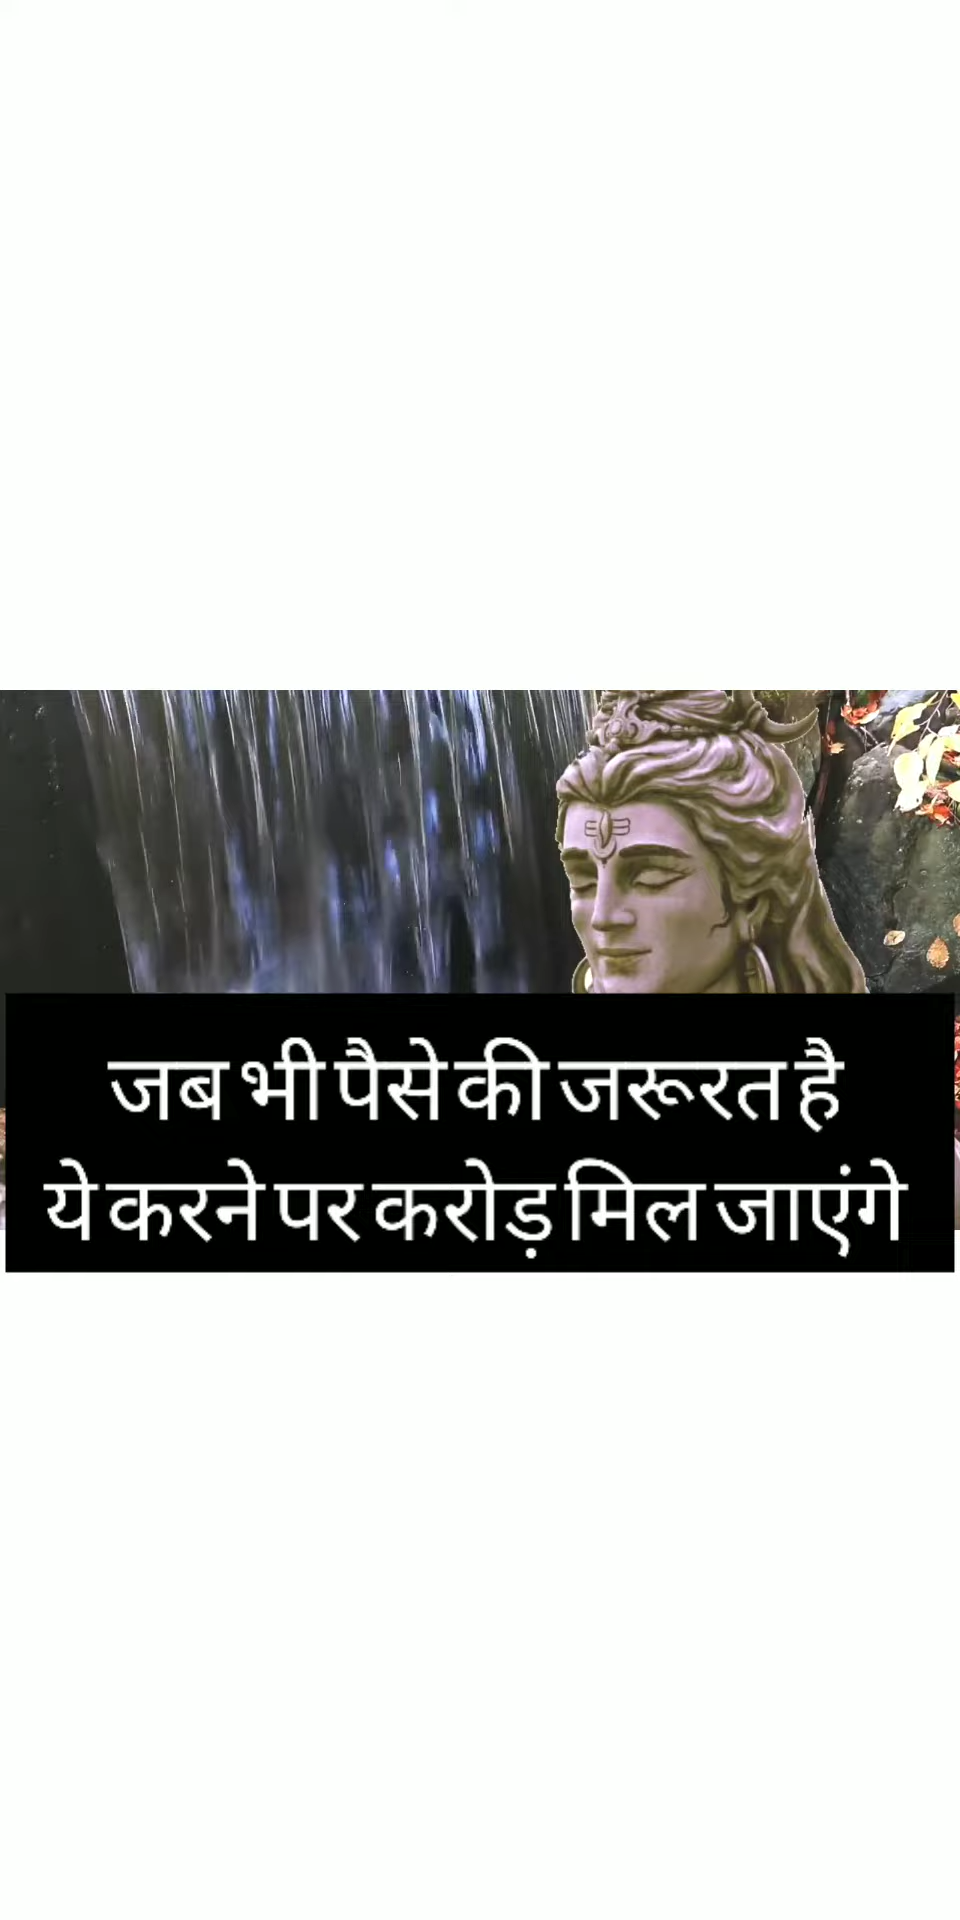 जब भी पैसे की जरूरत है
ये करने पर करोड़ मिल जाएंगे